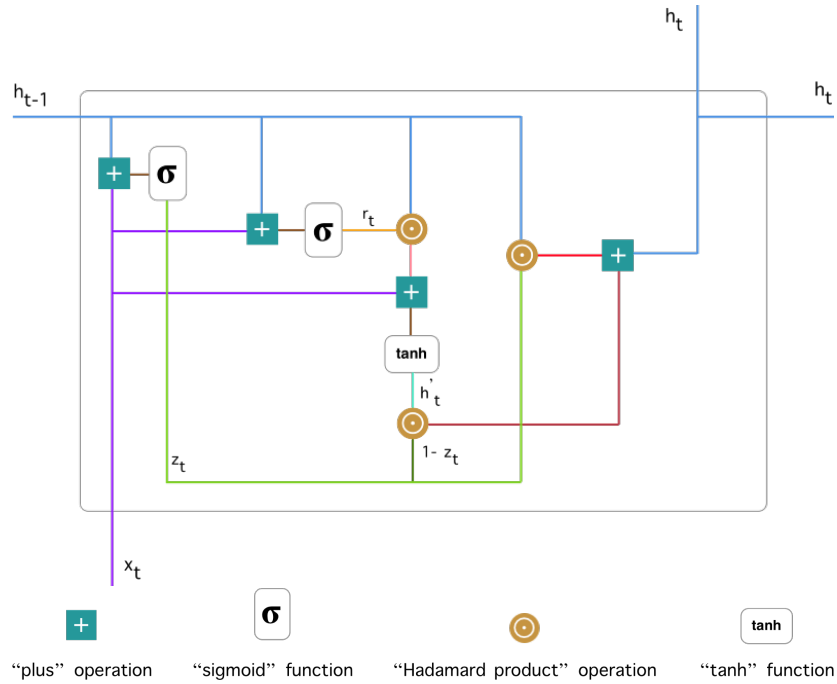 h_t
h_t-1
h_t
σ
σ
r_t
tanh
h'_t
z_t
1- z_t
x_t
σ
tanh
“plus” operation “sigmoid” function “Hadamard product” operation “tanh” function